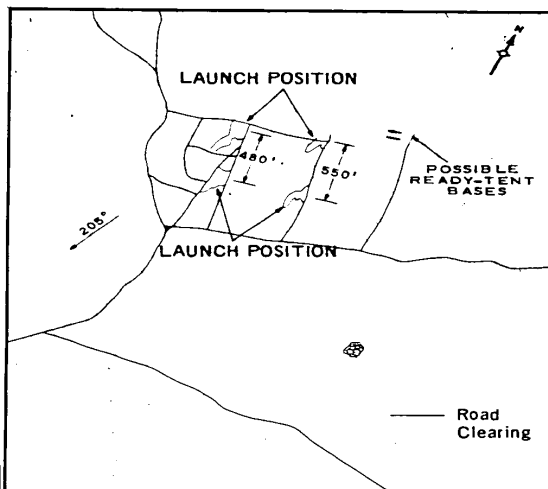 N
LAUNCH POSITION
480'
550'
POSSIBLE
READY-TENT
BASES
205°
LAUNCH POSITION
Road
Clearing